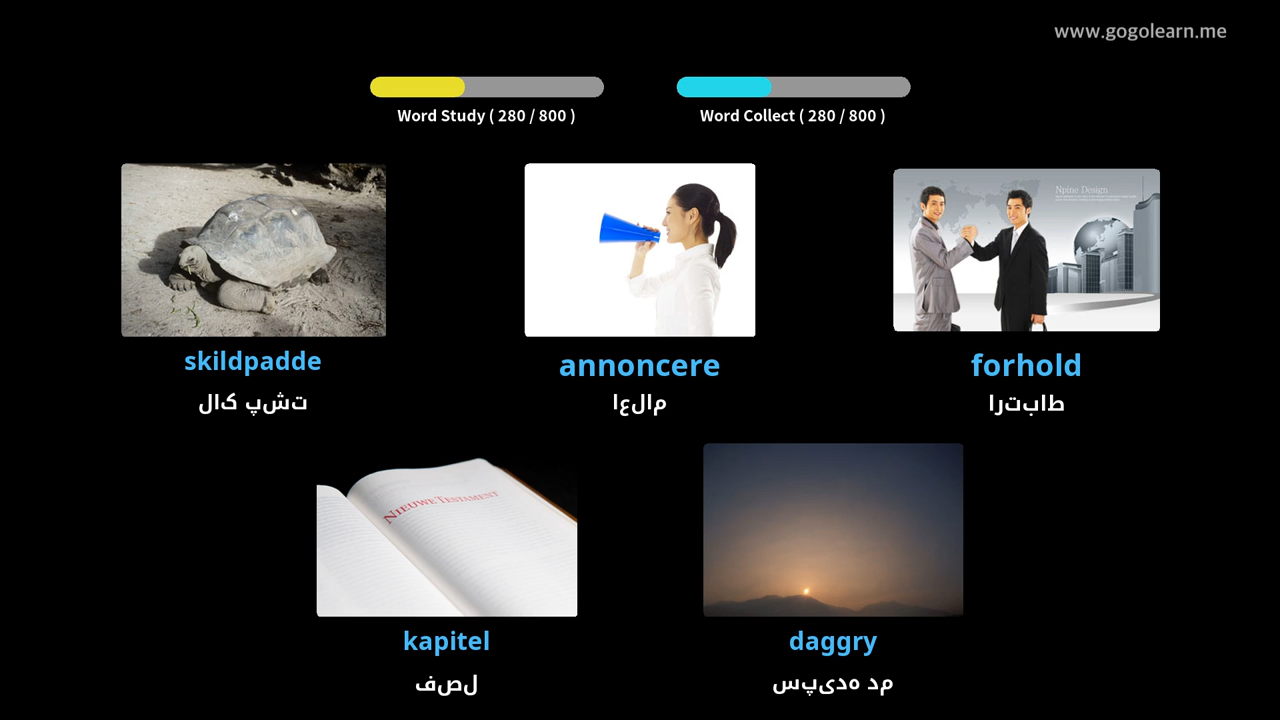 www.gogolearn.me
Word Study ( 280 / 800 )
Word Collect ( 280 / 800 )
skildpadde
تشپ کال
annoncere
مالعا
forhold
طابترا
NIEUWE TESTAMENT
Npine Design
kapitel
لصف
daggry
مد هدیپس